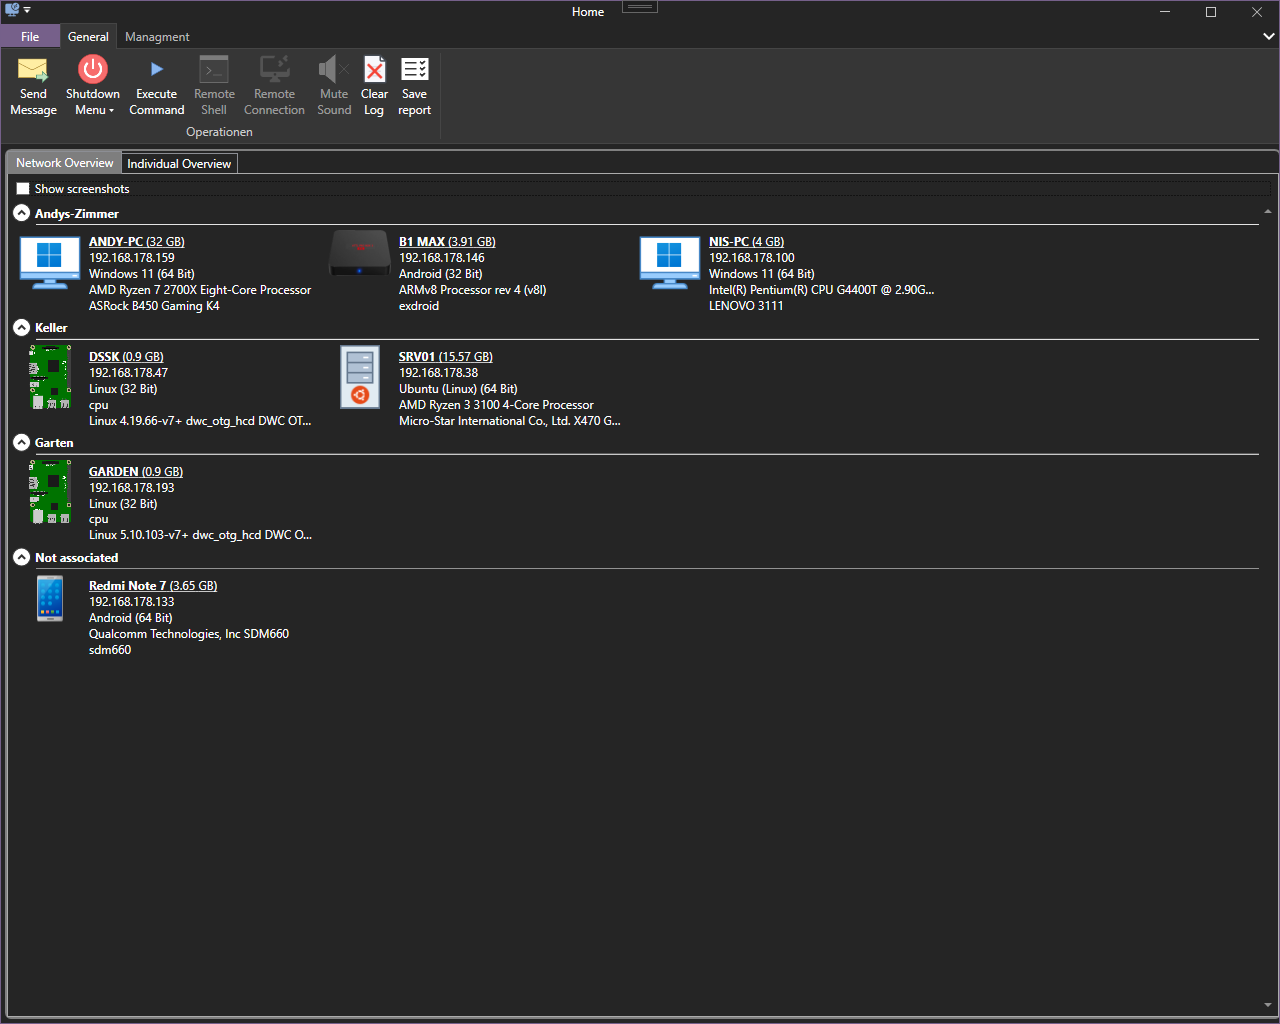 Home
File General Managment
Send Message
Shutdown Menu
Execute Command
Remote Shell
Remote Connection
Mute Sound
Clear Log
Save report
Operationen
Network Overview Individual Overview
Show screenshots
Andys-Zimmer
ANDY-PC (32 GB)
192.168.178.159
Windows 11 (64 Bit)
AMD Ryzen 7 2700X Eight-Core Processor
ASRock B450 Gaming K4
B1 MAX (3.91 GB)
192.168.178.146
Android (32 Bit)
ARMv8 Processor rev 4 (v8l)
exdroid
NIS-PC (4 GB)
192.168.178.100
Windows 11 (64 Bit)
Intel(R) Pentium(R) CPU G4400T @ 2.90G...
LENOVO 3111
Keller
DSSK (0.9 GB)
192.168.178.47
Linux (32 Bit)
cpu
Linux 4.19.66-v7+ dwc_otg_hcd DWC OT...
SRV01 (15.57 GB)
192.168.178.38
Ubuntu (Linux) (64 Bit)
AMD Ryzen 3 3100 4-Core Processor
Micro-Star International Co., Ltd. X470 G...
Garten
GARDEN (0.9 GB)
192.168.178.193
Linux (32 Bit)
cpu
Linux 5.10.103-v7+ dwc_otg_hcd DWC O...
Not associated
Redmi Note 7 (3.65 GB)
192.168.178.133
Android (64 Bit)
Qualcomm Technologies, Inc SDM660
sdm660